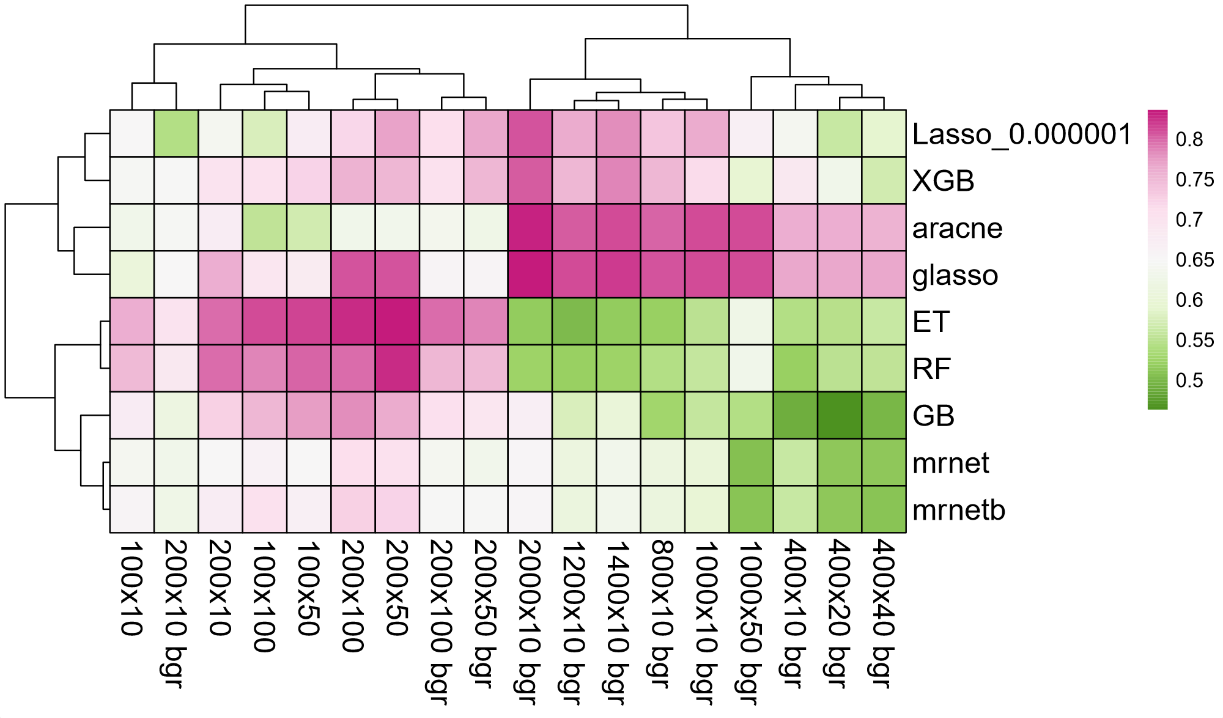 Lasso_0.000001
XGB
aracne
glasso
ET
RF
GB
mrnet
mrnetb
0.8
0.75
0.7
0.65
0.6
0.55
0.5
100x10
200x10 bgr
200x10
100x100
100x50
200x100
200x50
200x100 bgr
200x50 bgr
2000x10 bgr
1200x10 bgr
1400x10 bgr
800x10 bgr
1000x10 bgr
1000x50 bgr
400x10 bgr
400x20 bgr
400x40 bgr